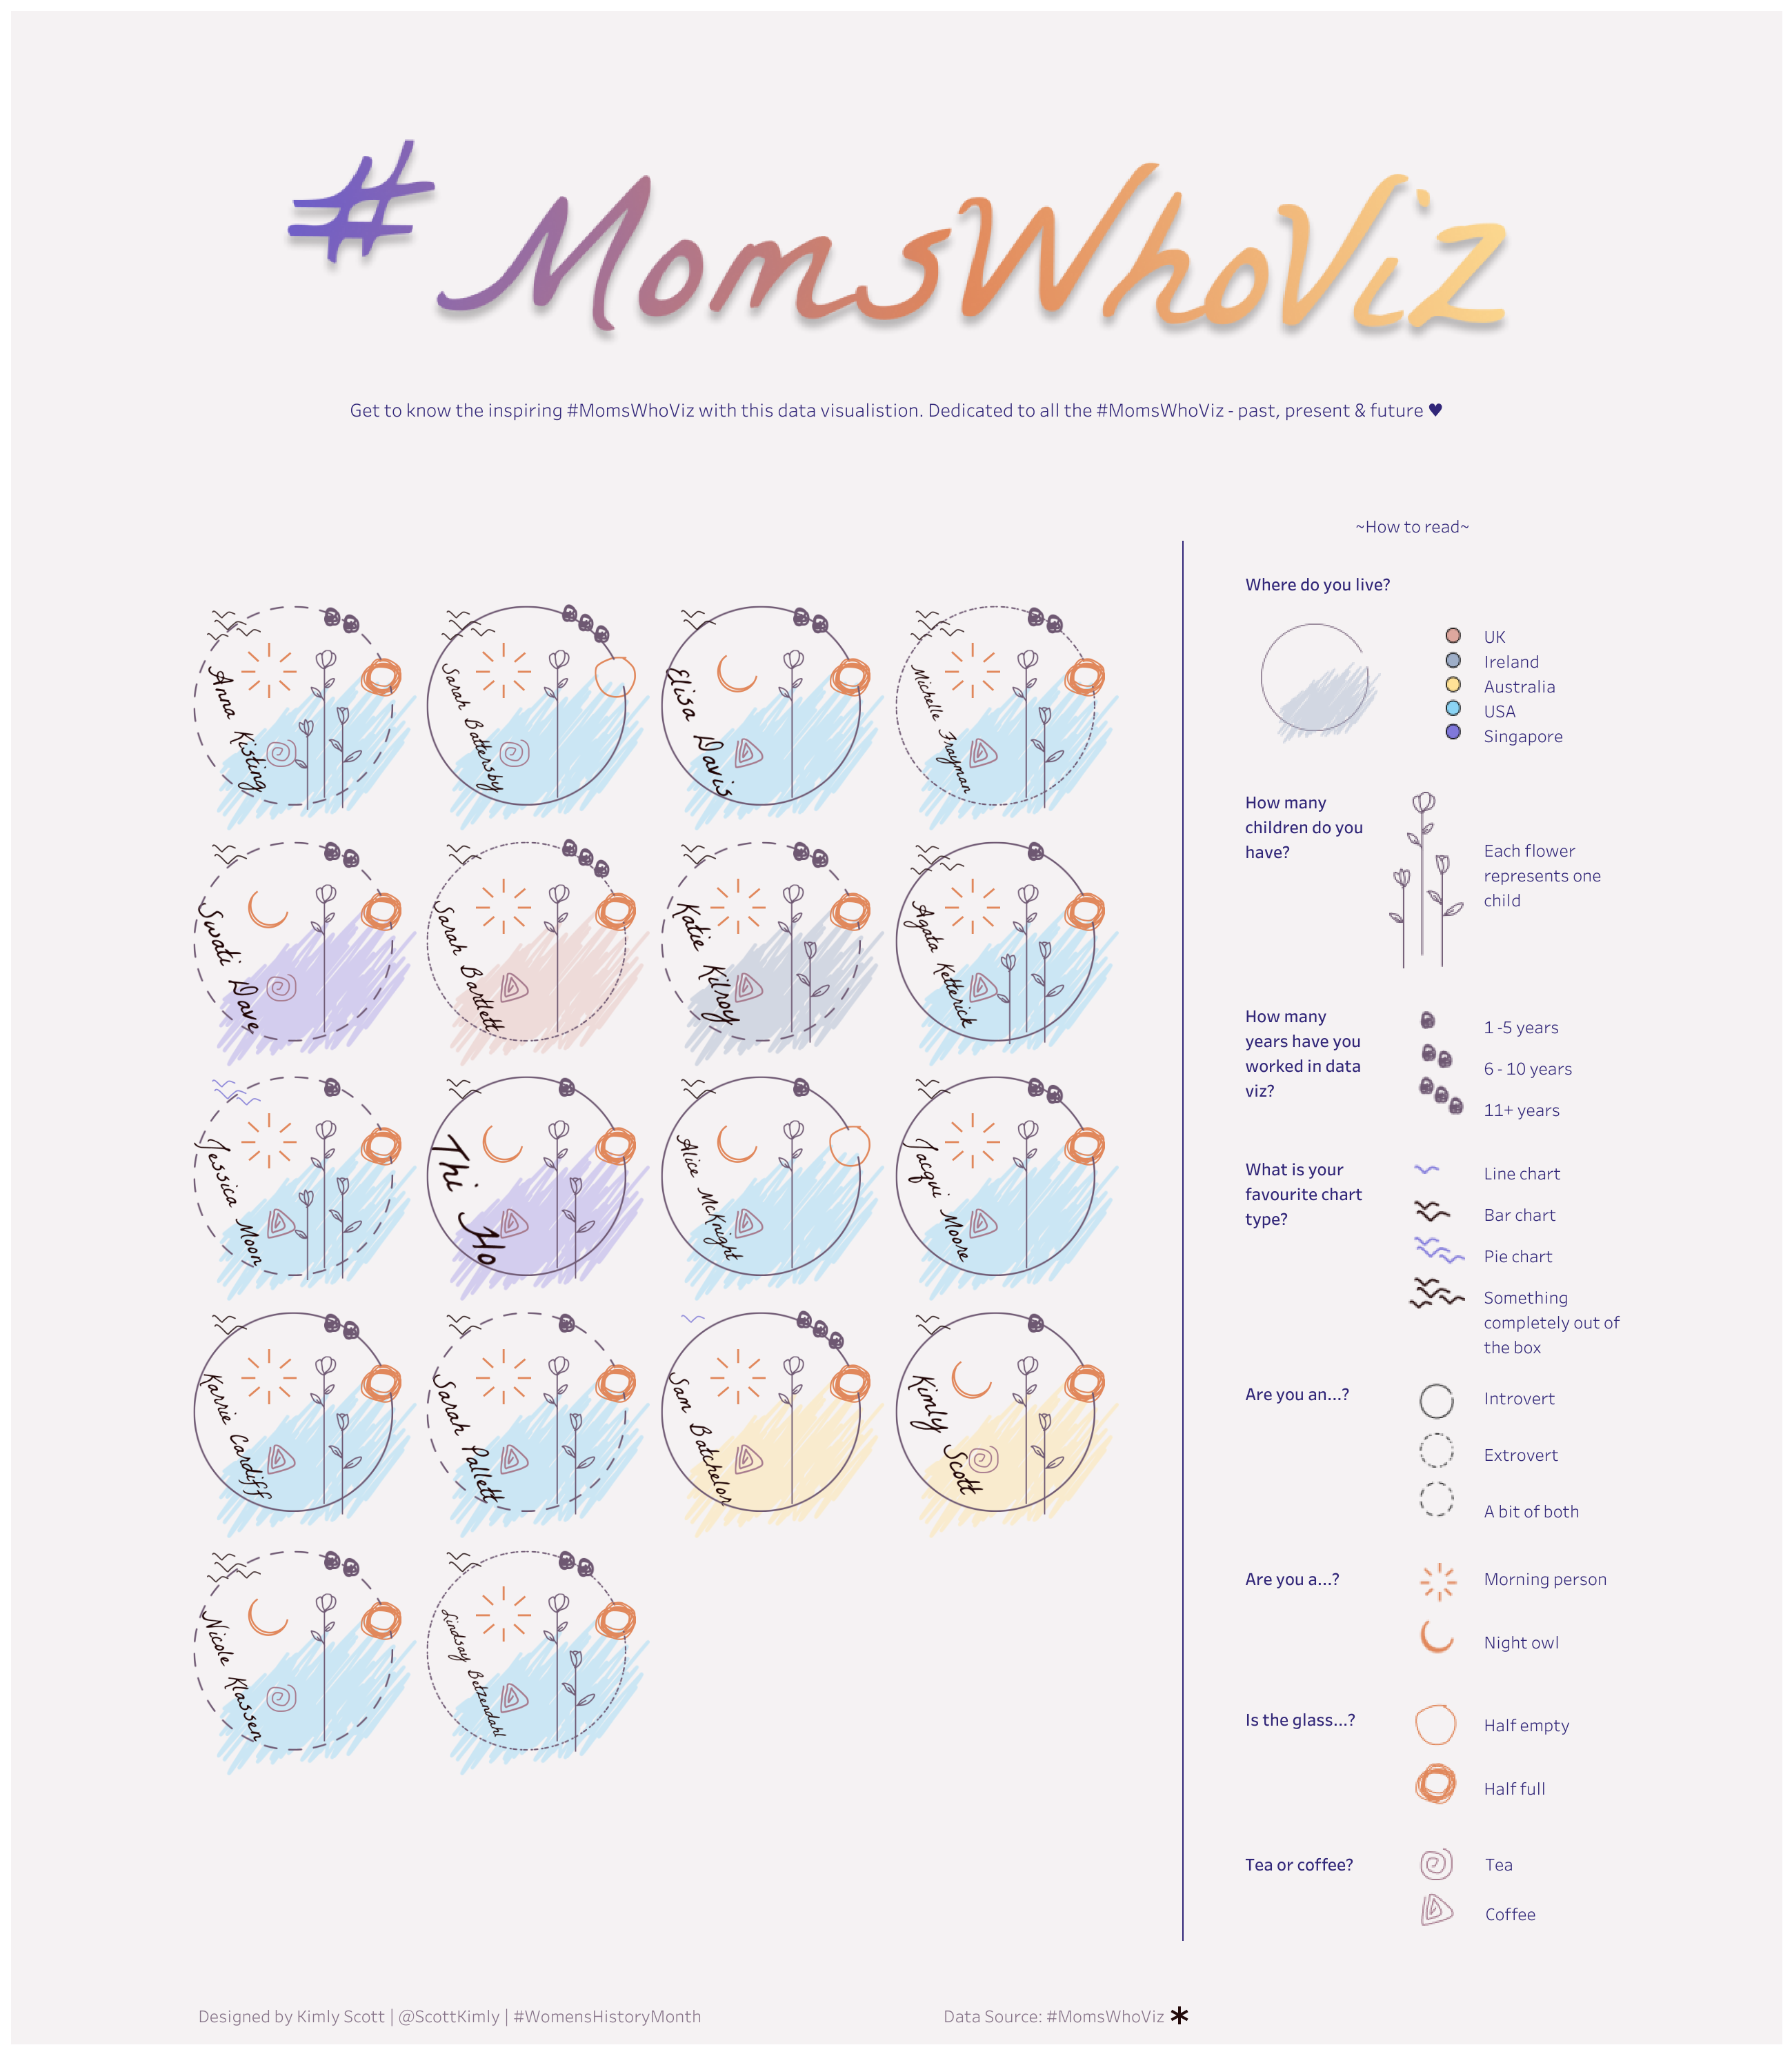 #MomsWhoViz
Get to know the inspiring #MomsWhoViz with this data visualistion. Dedicated to all the #MomsWhoViz - past, present & future ♥
~How to read~
Where do you live?
UK
Ireland
Australia
USA
Singapore
How many
children do you
have?
Each flower
represents one
child
How many
years have you
worked in data
viz?
1 -5 years
6 - 10 years
11+ years
What is your
favourite chart
type?
Line chart
Bar chart
Pie chart
Something
completely out of
the box
Are you an...?
Introvert
Extrovert
A bit of both
Are you a...?
Morning person
Night owl
Is the glass...?
Half empty
Half full
Tea or coffee?
Tea
Coffee
Anna Kisting
Sarah Battersby
Elisa Davis
Michelle Frayman
Swati Dave
Sarah Bartlett
Katie Kilroy
Agata Ketterick
Jessica Moon
Thi Ho
Alice McKnight
Jacqui Moore
Karrie Cardiff
Sarah Pallett
Sam Batchelor
Kimly Scott
Nicole Klassen
Lindsay Betzendahl
Designed by Kimly Scott | @ScottKimly | #WomensHistoryMonth
Data Source: #MomsWhoViz *